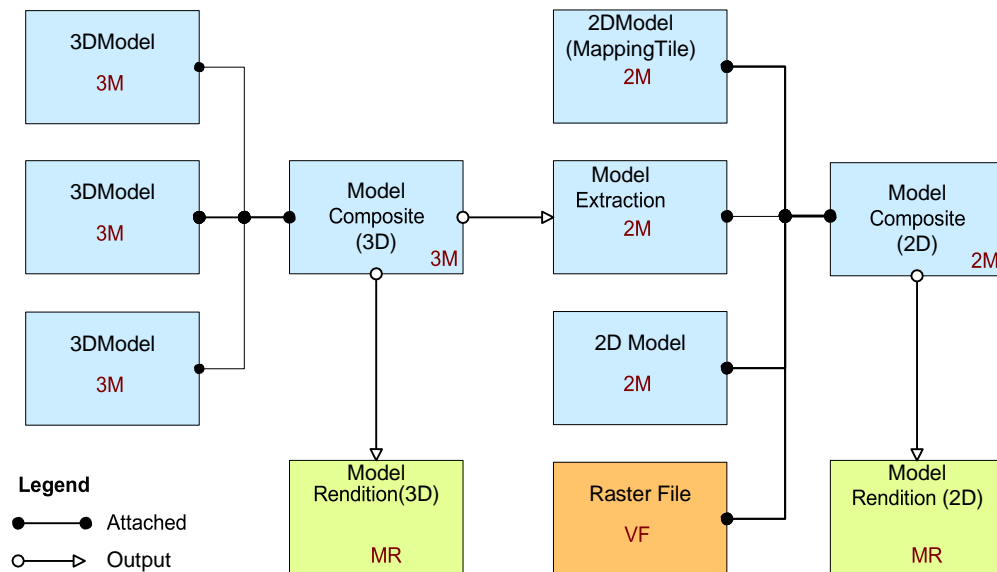 3DModel
3M
3DModel
3M
3DModel
3M
Model
Composite
(3D)
3M
Model
Rendition(3D)
MR
2DModel
(MappingTile)
2M
Model
Extraction
2M
2D Model
2M
Raster File
VF
Model
Composite
(2D)
2M
Model
Rendition (2D)
MR
Legend
Attached
Output